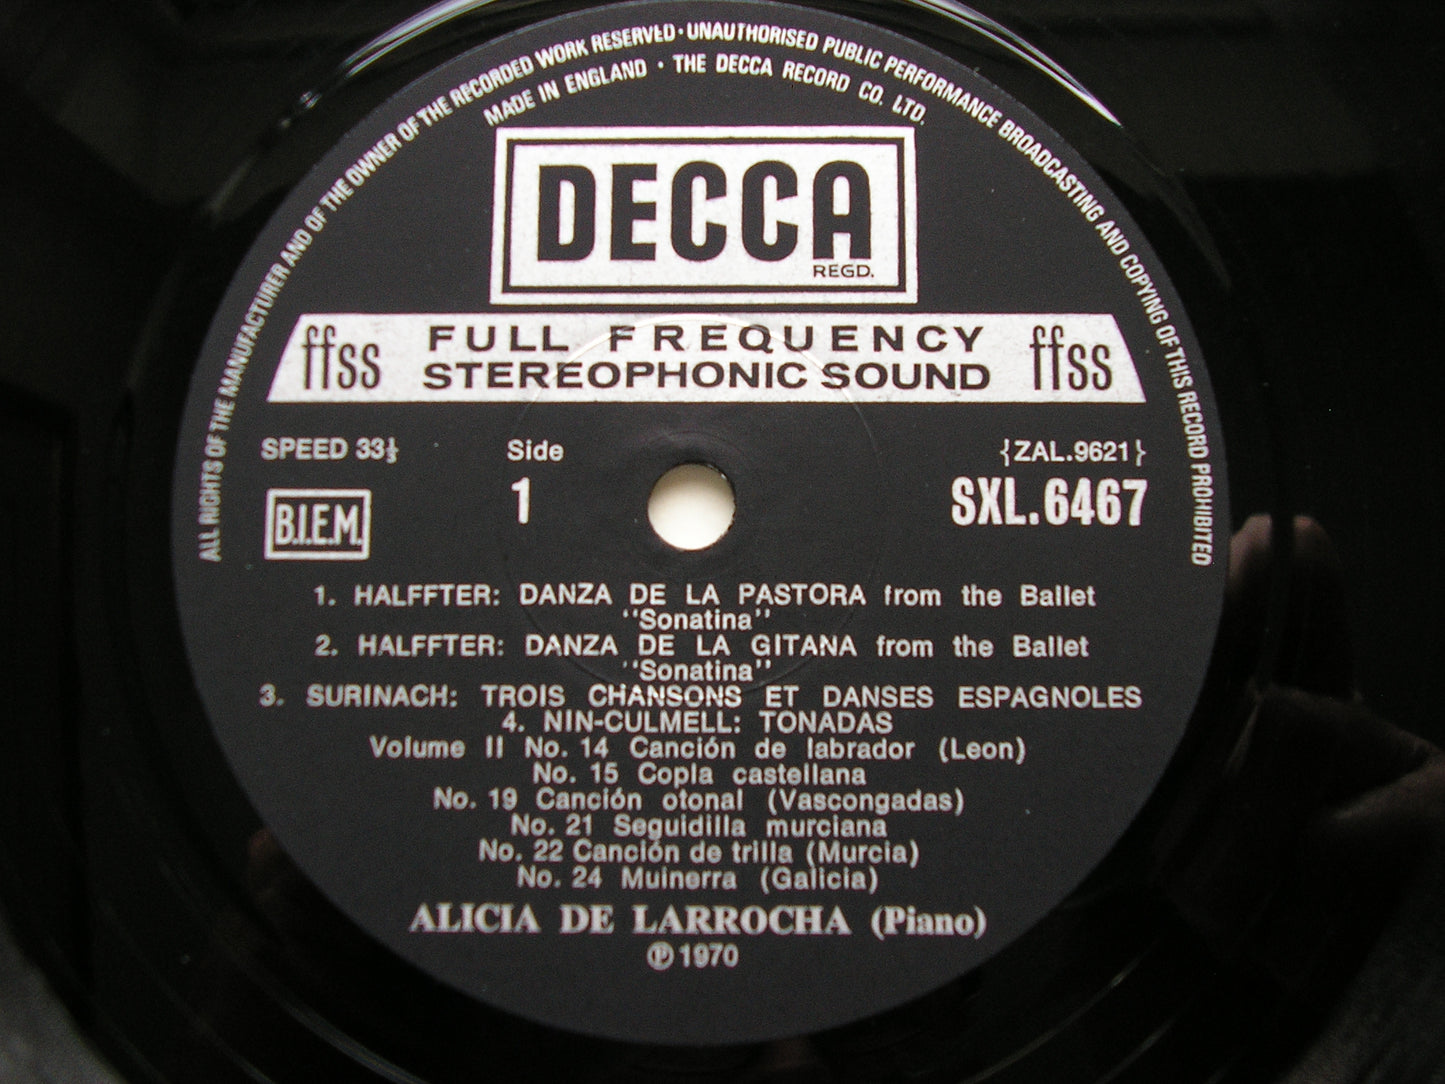 ALL RIGHTS OF THE MANUFACTURER AND OF THE OWNER OF THE RECORDED WORK RESERVED · UNAUTHORISED PUBLIC PERFORMANCE BROADCASTING AND COPYING OF THIS RECORD PROHIBITED
MADE IN ENGLAND · THE DECCA RECORD CO. LTD.
DECCA
REGD.
ffss FULL FREQUENCY ffss
STEREOPHONIC SOUND
SPEED 33⅓ Side {ZAL.9621}
1 SXL.6467
B.I.E.M.
1. HALFFTER: DANZA DE LA PASTORA from the Ballet
"Sonatina"
2. HALFFTER: DANZA DE LA GITANA from the Ballet
"Sonatina"
3. SURINACH: TROIS CHANSONS ET DANSES ESPAGNOLES
4. NIN-CULMELL: TONADAS
Volume II No. 14 Canción de labrador (Leon)
No. 15 Copla castellana
No. 19 Canción otonal (Vascongadas)
No. 21 Seguidilla murciana
No. 22 Canción de trilla (Murcia)
No. 24 Muinerra (Galicia)
ALICIA DE LARROCHA (Piano)
℗ 1970